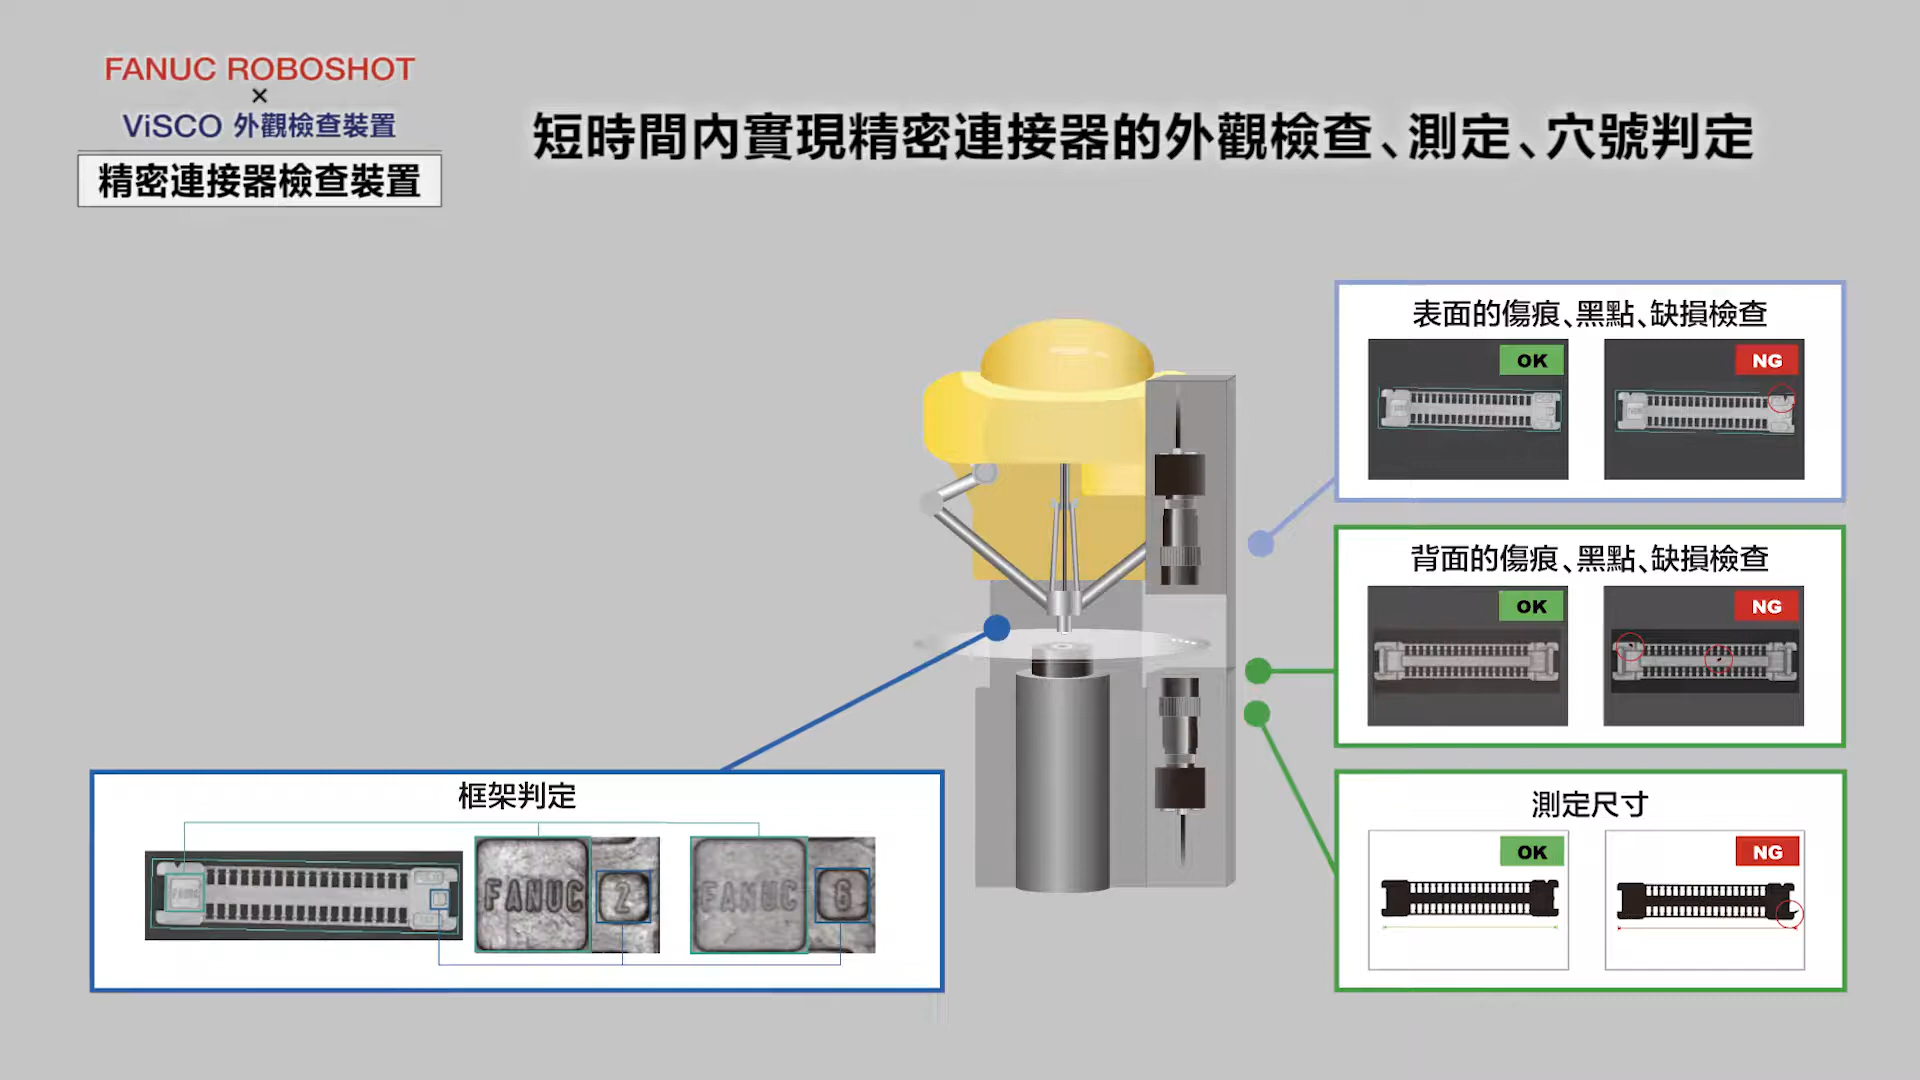 FANUC ROBOSHOT
×
ViSCO 外觀檢查裝置
精密連接器檢查裝置
短時間內實現精密連接器的外觀檢查、測定、穴號判定
表面的傷痕、黑點、缺損檢查
OK
NG
背面的傷痕、黑點、缺損檢查
OK
NG
測定尺寸
OK
NG
框架判定
FANUC
FANUC
2
FANUC
6